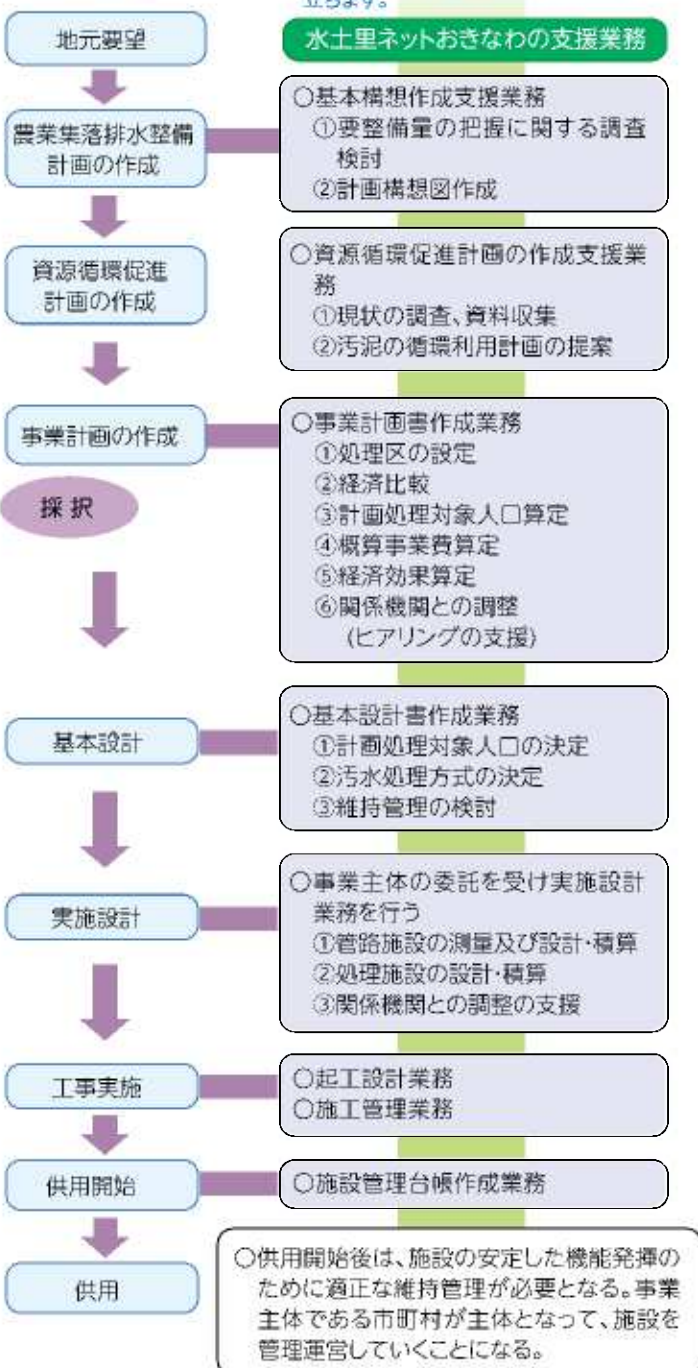 立ちます。
地元要望
水土里ネットおきなわの支援業務
農業集落排水整備
計画の作成
○基本構想作成支援業務
①要整備量の把握に関する調査
検討
②計画構想図作成
資源循環促進
計画の作成
○資源循環促進計画の作成支援業
務
①現状の調査、資料収集
②汚泥の循環利用計画の提案
事業計画の作成
採択
○事業計画書作成業務
①処理区の設定
②経済比較
③計画処理対象人口算定
④概算事業費算定
⑤経済効果算定
⑥関係機関との調整
(ヒアリングの支援)
基本設計
○基本設計書作成業務
①計画処理対象人口の決定
②汚水処理方式の決定
③維持管理の検討
実施設計
○事業主体の委託を受け実施設計
業務を行う
①管路施設の測量及び設計・積算
②処理施設の設計・積算
③関係機関との調整の支援
工事実施
○起工設計業務
○施工管理業務
供用開始
○施設管理台帳作成業務
供用
○供用開始後は、施設の安定した機能発揮の
ために適正な維持管理が必要となる。事業
主体である市町村が主体となって、施設を
管理運営していくことになる。